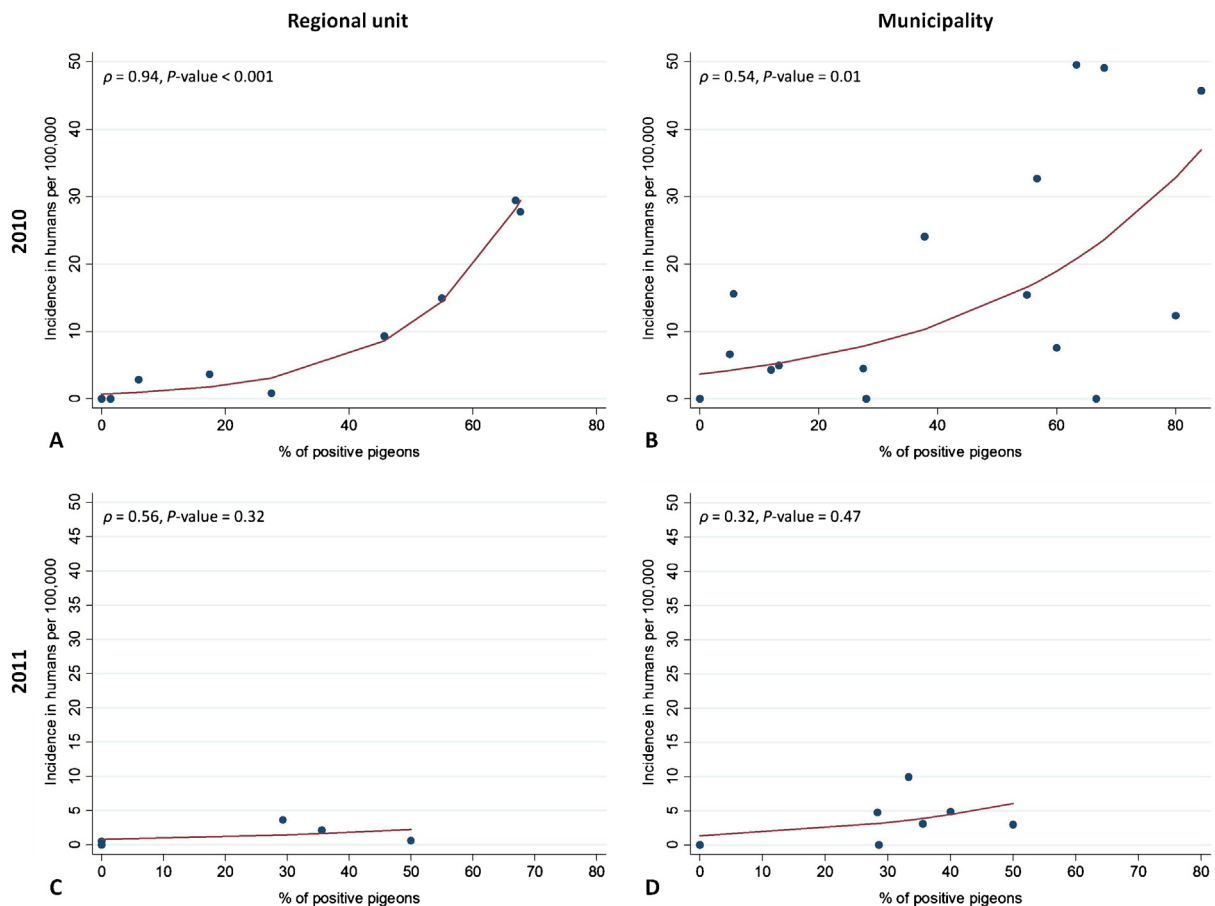 Regional unit
Municipality
2010
2011
ρ = 0.94, P-value < 0.001
Incidence in humans per 100,000
50
40
30
20
10
0
0 20 40 60 80
A
% of positive pigeons
ρ = 0.54, P-value = 0.01
Incidence in humans per 100,000
50
40
30
20
10
0
0 20 40 60 80
B
% of positive pigeons
ρ = 0.56, P-value = 0.32
Incidence in humans per 100,000
50
45
40
35
30
25
20
15
10
5
0
0 10 20 30 40 50 60 70 80
C
% of positive pigeons
ρ = 0.32, P-value = 0.47
Incidence in humans per 100,000
50
45
40
35
30
25
20
15
10
5
0
0 10 20 30 40 50 60 70 80
D
% of positive pigeons